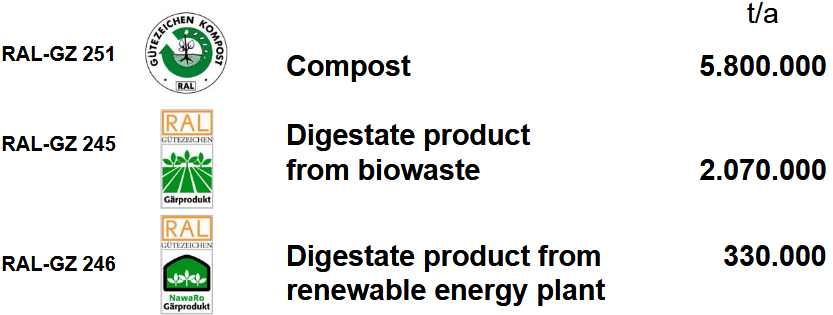 t/a
RAL-GZ 251
GÜTEZEICHEN KOMPOST
RAL
Compost
5.800.000
RAL-GZ 245
RAL
GÜTEZEICHEN
Gärprodukt
Digestate product
from biowaste
2.070.000
RAL-GZ 246
RAL
GÜTEZEICHEN
NawaRo
Gärprodukt
Digestate product from
renewable energy plant
330.000